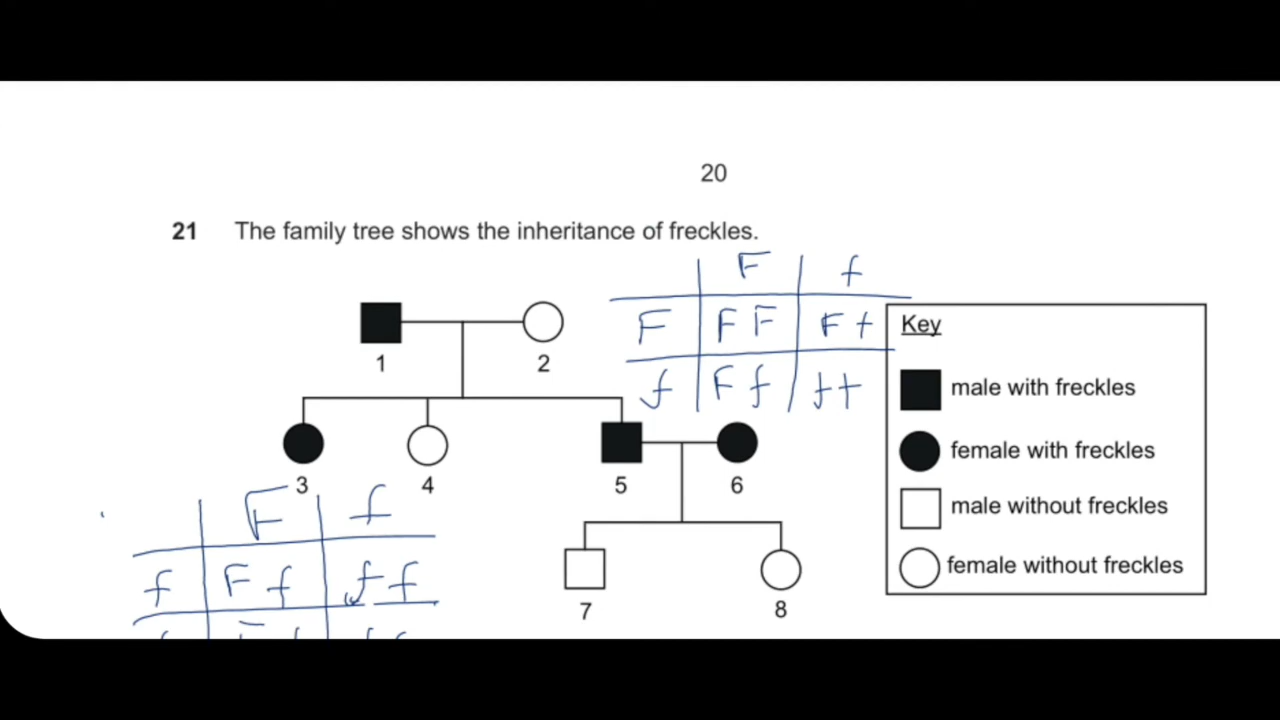 20
21 The family tree shows the inheritance of freckles.
F f
F FF Ff
f Ff ff
1 2
Key
male with freckles
female with freckles
male without freckles
female without freckles
3 4 5 6
F f
f Ff ff
7 8